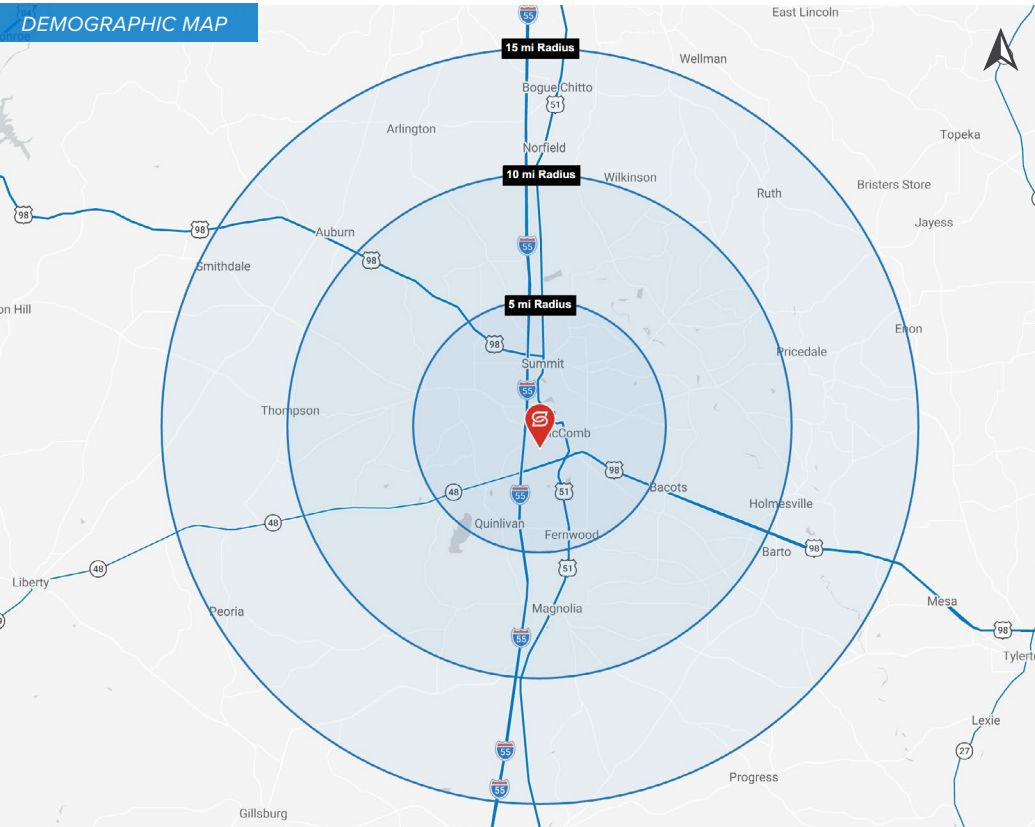 DEMOGRAPHIC MAP
55
East Lincoln
15 mi Radius
Wellman
Bogue Chitto
51
Arlington
Topeka
Norfield
10 mi Radius
Wilkinson
Bristers Store
Ruth
98
98
Jayess
Auburn
55
98
Smithdale
5 mi Radius
on Hill
Enon
98
Pricedale
Summit
55
Thompson
cComb
98
Bacots
48
55
51
Holmesville
48
Quinlivan
Fernwood
98
Barto
48
51
Liberty
Mesa
Peoria
Magnolia
98
55
Tylert
Lexie
55
27
Progress
55
Gillsburg